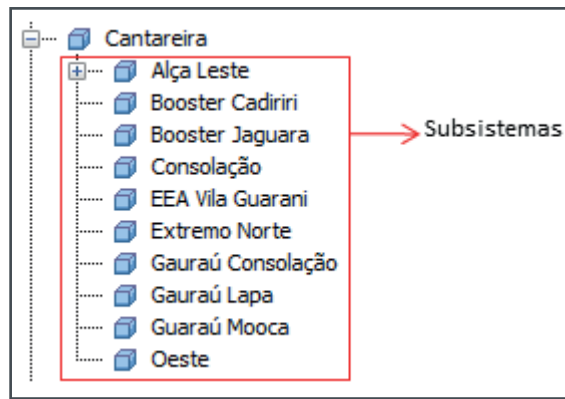 Cantareira
Alça Leste
Booster Cadiriri
Booster Jaguara
Subsistemas
Consolação
EEA Vila Guarani
Extremo Norte
Gauraú Consolação
Gauraú Lapa
Guaraú Mooca
Oeste